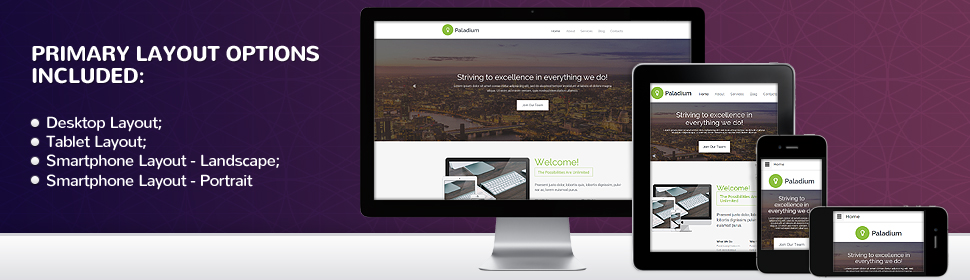 PRIMARY LAYOUT OPTIONS
INCLUDED:
Desktop Layout;
Tablet Layout;
Smartphone Layout - Landscape;
Smartphone Layout - Portrait
Paladium
Home About Services Blog Contacts
Striving to excellence in everything we do!
Join Our Team
Welcome!
The Possibilities Are Unlimited
Paladium
Home About Services Blog Contacts
Striving to excellence in
everything we do!
Join Our Team
Welcome!
The Possibilities Are
Unlimited
Home
Paladium
Striving to
excellence in
everything we do!
Join Our Team
Home
Paladium
Striving to excellence in
everything we do!